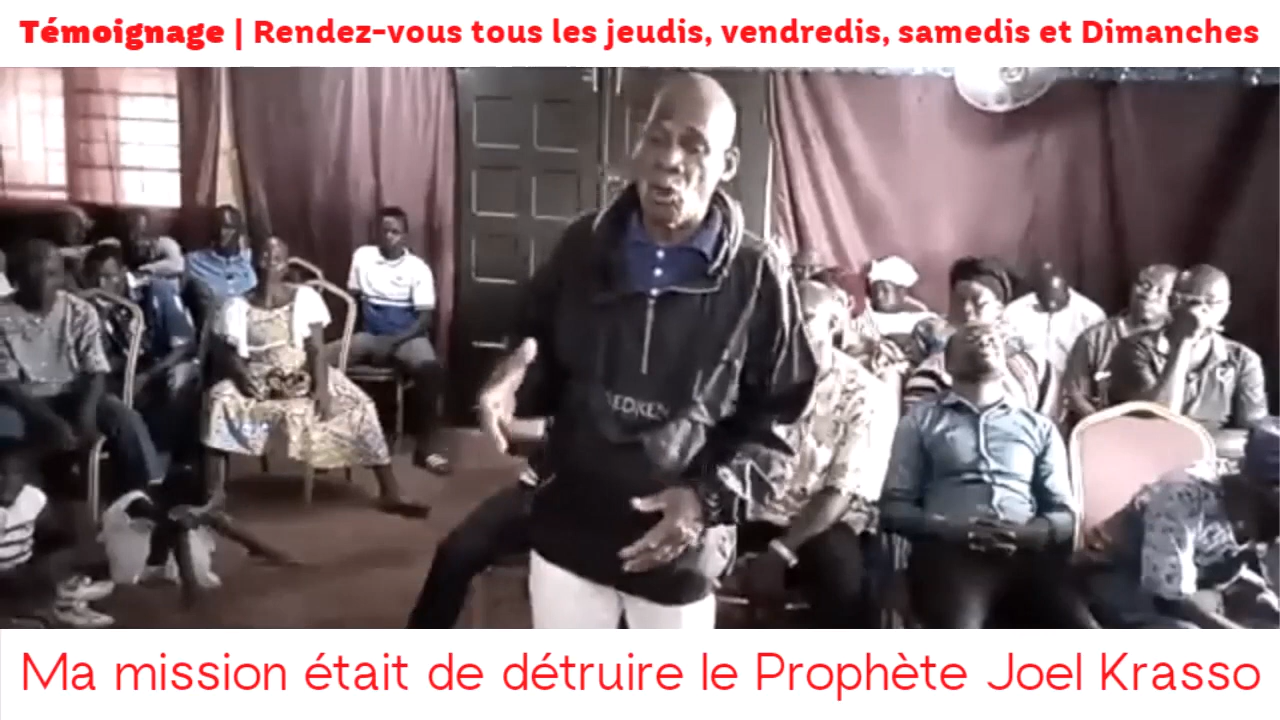 Témoignage | Rendez-vous tous les jeudis, vendredis, samedis et Dimanches
REDKEN
Ma mission était de détruire le Prophète Joel Krasso